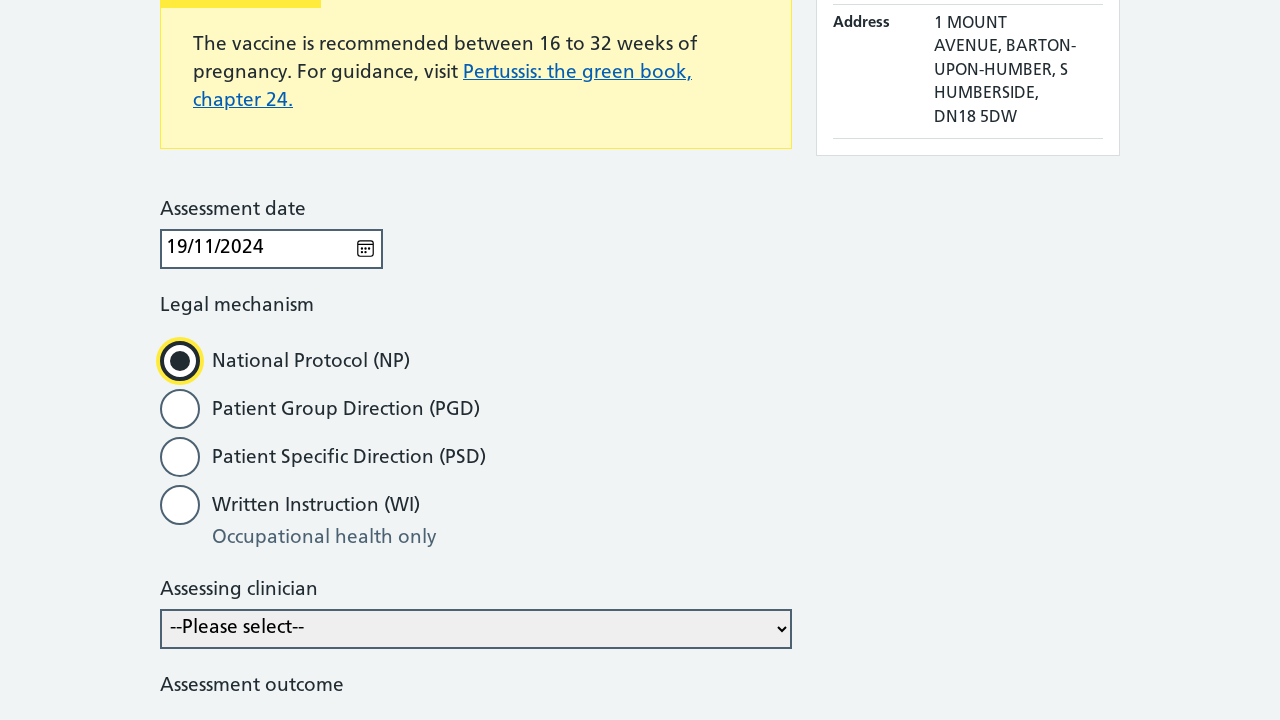 The vaccine is recommended between 16 to 32 weeks of
pregnancy. For guidance, visit Pertussis: the green book,
chapter 24.
Address
1 MOUNT
AVENUE, BARTON-
UPON-HUMBER, S
HUMBERSIDE,
DN18 5DW
Assessment date
19/11/2024
Legal mechanism
National Protocol (NP)
Patient Group Direction (PGD)
Patient Specific Direction (PSD)
Written Instruction (WI)
Occupational health only
Assessing clinician
--Please select--
Assessment outcome